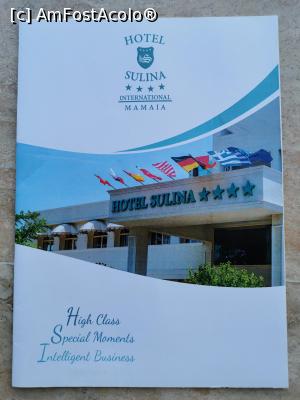 [c] AmFostAcolo®
HOTEL
SULINA
INTERNATIONAL
MAMAIA
HOTEL SULINA
High Class
Special Moments
Intelligent Business